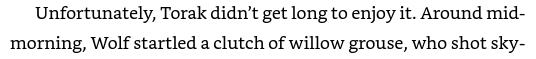 Unfortunately, Torak didn’t get long to enjoy it. Around mid-
morning, Wolf startled a clutch of willow grouse, who shot sky-